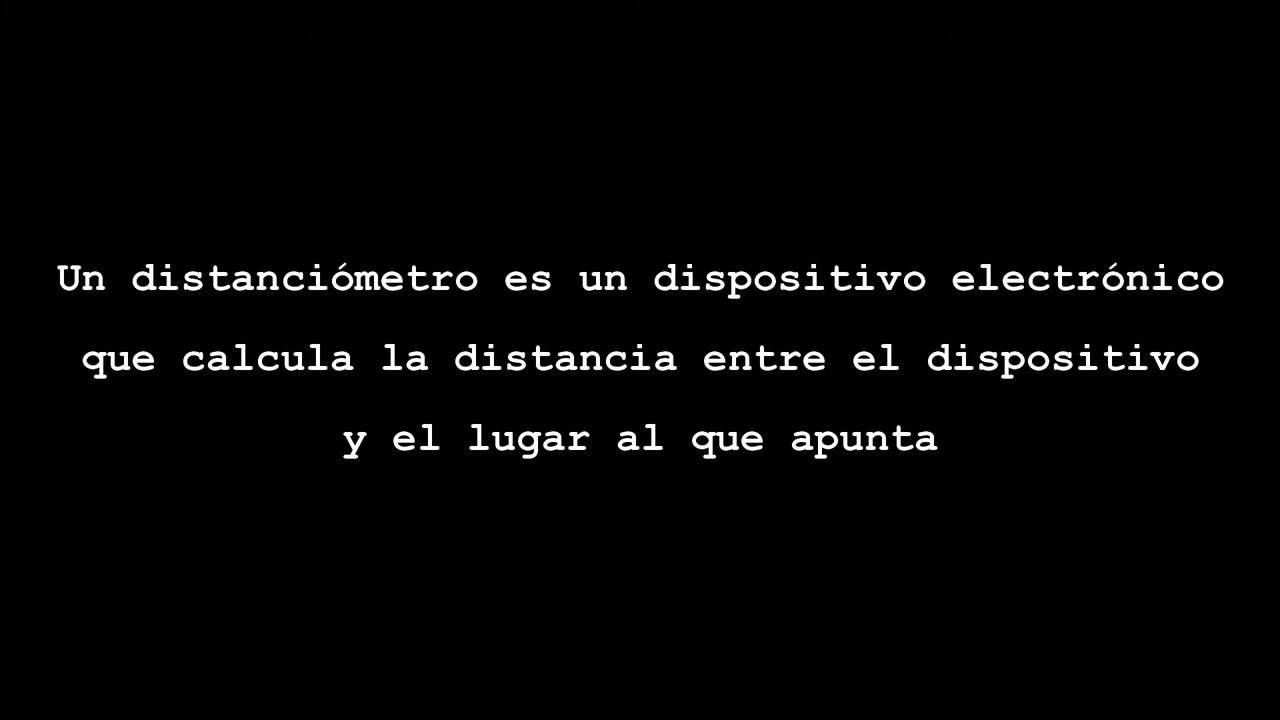 Un distanciómetro es un dispositivo electrónico
que calcula la distancia entre el dispositivo
y el lugar al que apunta